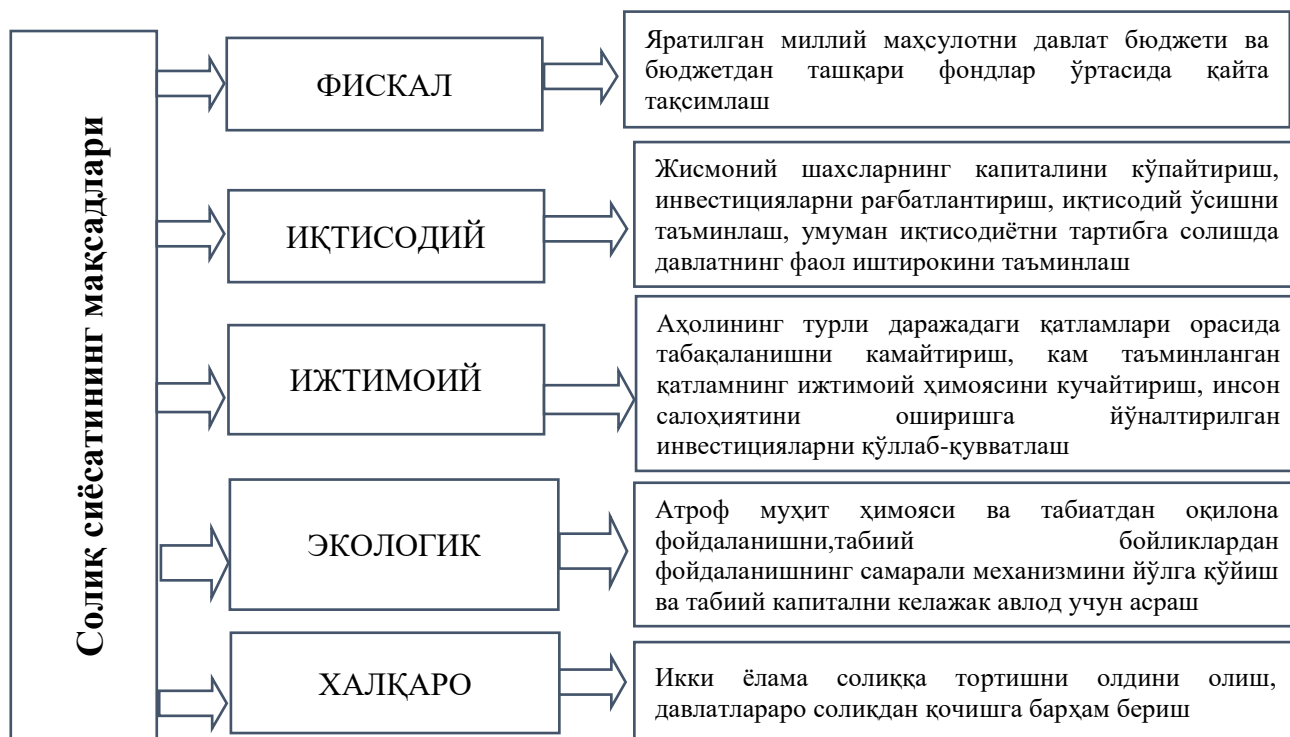 Солиқ сиёсатининг мақсадлари
ФИСКАЛ
Яратилган миллий маҳсулотни давлат бюджети ва
бюджетдан ташқари фондлар ўртасида қайта
тақсимлаш
ИҚТИСОДИЙ
Жисмоний шахсларнинг капиталини кўпайтириш,
инвестицияларни рағбатлантириш, иқтисодий ўсишни
таъминлаш, умуман иқтисодиётни тартибга солишда
давлатнинг фаол иштирокини таъминлаш
ИЖТИМОИЙ
Аҳолининг турли даражадаги қатламлари орасида
табақаланишни камайтириш, кам таъминланган
қатламнинг ижтимоий ҳимоясини кучайтириш, инсон
салоҳиятини оширишга йўналтирилган
инвестицияларни қўллаб-қувватлаш
ЭКОЛОГИК
Атроф муҳит ҳимояси ва табиатдан оқилона
фойдаланишни,табиий бойликлардан
фойдаланишнинг самарали механизмини йўлга қўйиш
ва табиий капитални келажак авлод учун асраш
ХАЛҚАРО
Икки ёлама солиққа тортишни олдини олиш,
давлатлараро солиқдан қочишга барҳам бериш